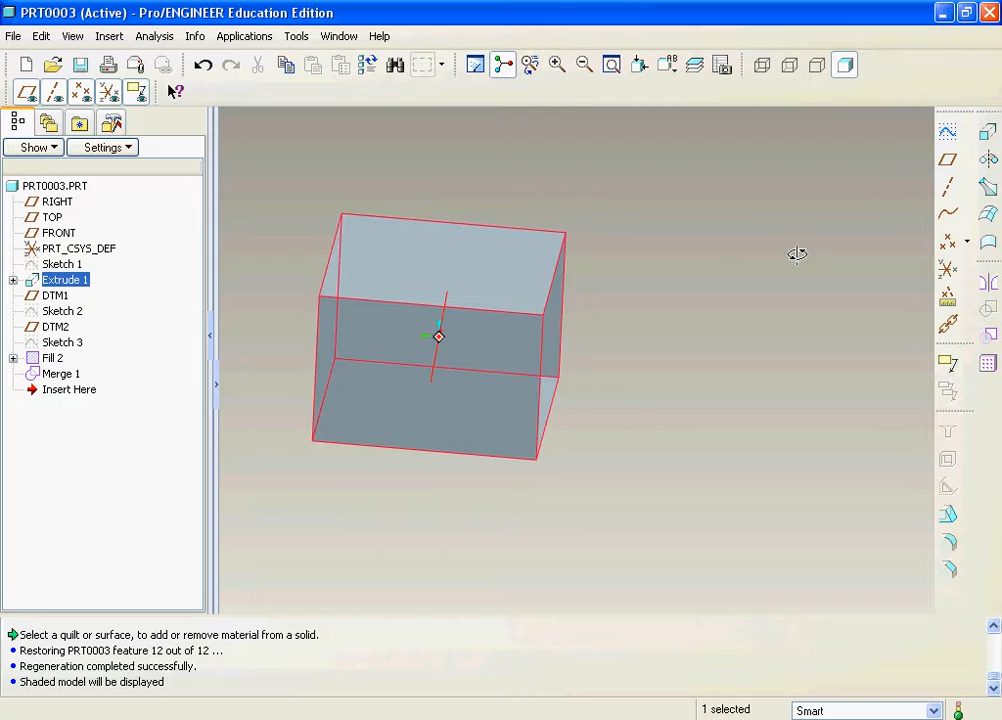 PRT0003 (Active) - Pro/ENGINEER Education Edition
File Edit View Insert Analysis Info Applications Tools Window Help
Show Settings
PRT0003.PRT
RIGHT
TOP
FRONT
PRT_CSYS_DEF
Sketch 1
Extrude 1
DTM1
Sketch 2
DTM2
Sketch 3
Fill 2
Merge 1
Insert Here
Select a quilt or surface, to add or remove material from a solid.
Restoring PRT0003 feature 12 out of 12 ...
Regeneration completed successfully.
Shaded model will be displayed
1 selected
Smart